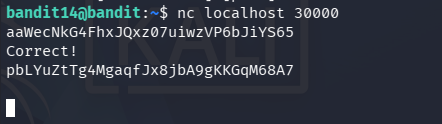 bandit14@bandit:~$ nc localhost 30000
aaWecNkG4FhxJQxz07uiwzVP6bJiYS65
Correct!
pbLYuZtTg4MgaqfJx8jbA9gKKGqM68A7